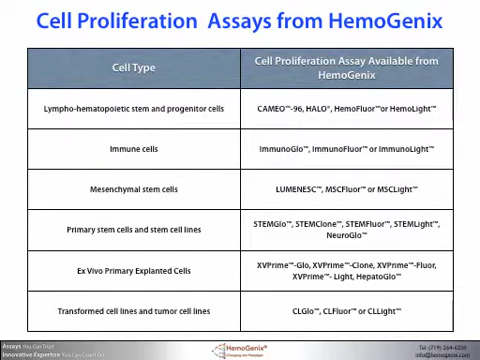 Cell Proliferation Assays from HemoGenix
Cell Type
Cell Proliferation Assay Available from
HemoGenix
Lympho-hematopoietic stem and progenitor cells
CAMEO™-96, HALO®, HemoFluor™or HemoLight™
Immune cells
ImmunoGlo™, ImmunoFluor™ or ImmunoLight™
Mesenchymal stem cells
LUMENESC™, MSCFluor™ or MSCLight™
Primary stem cells and stem cell lines
STEMGlo™, STEMClone™, STEMFluor™, STEMLight™,
NeuroGlo™
Ex Vivo Primary Explanted Cells
XVPrime™-Glo, XVPrime™-Clone, XVPrime™-Fluor,
XVPrime™- Light, HepatoGlo™
Transformed cell lines and tumor cell lines
CLGlo™, CLFluor™ or CLLight™
Assays You Can Trust
Innovative Expertise You Can Count On
HemoGenix®
Tel: (719)-264-6250
info@hemogenix.com